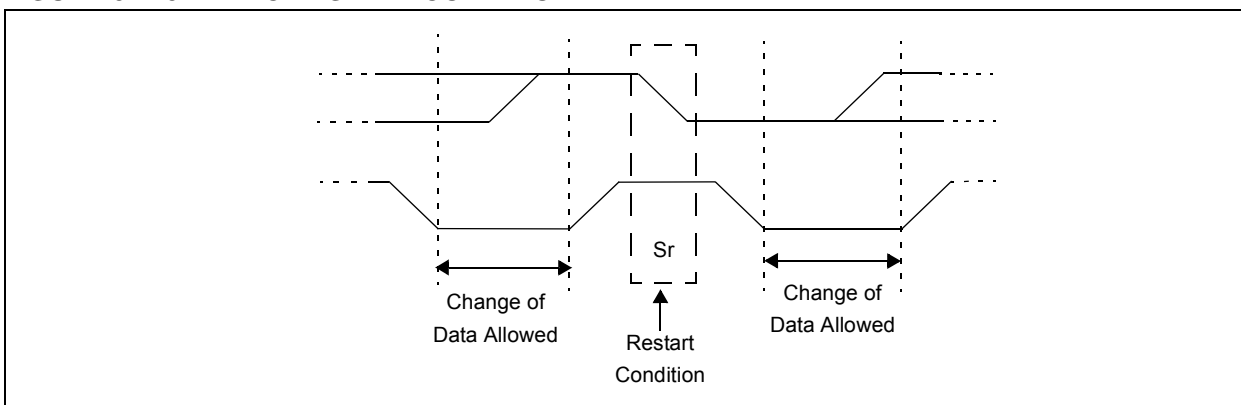 Sr
Change of
Data Allowed
Restart
Condition
Change of
Data Allowed